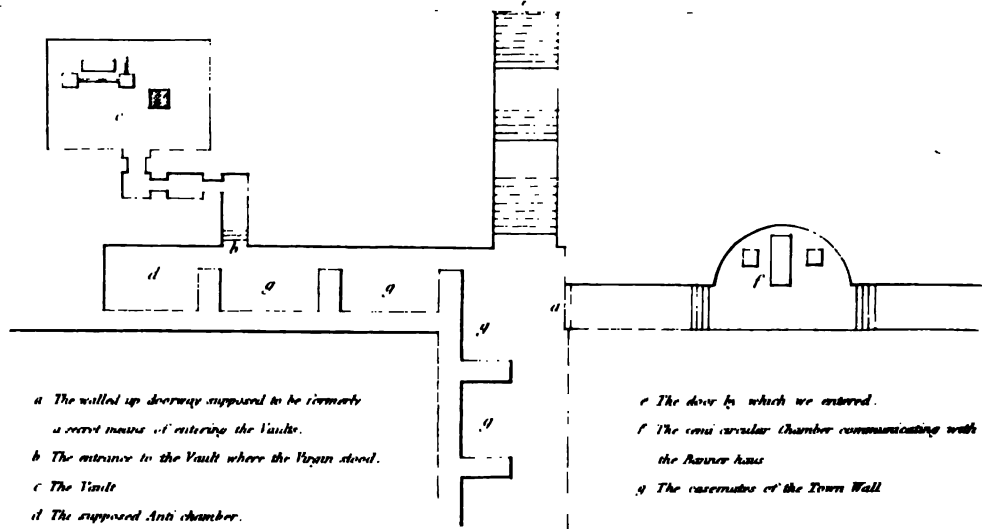 e
c
h
d
g
g
f
a
g
g
a The walled up doorway supposed to be formerly
a secret means of entering the Vaults.
b The entrance to the Vault where the Virgin stood.
c The Vault
d The supposed Anti chamber.
e The door by which we entered.
f The semi circular Chamber communicating with
the Banner haus
g The casemates of the Town Wall